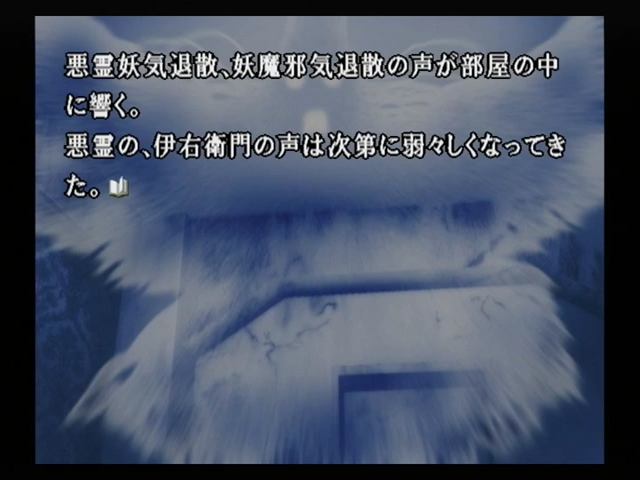 悪霊妖気退散、妖魔邪気退散の声が部屋の中
に響く。
悪霊の、伊右衛門の声は次第に弱々しくなってき
た。